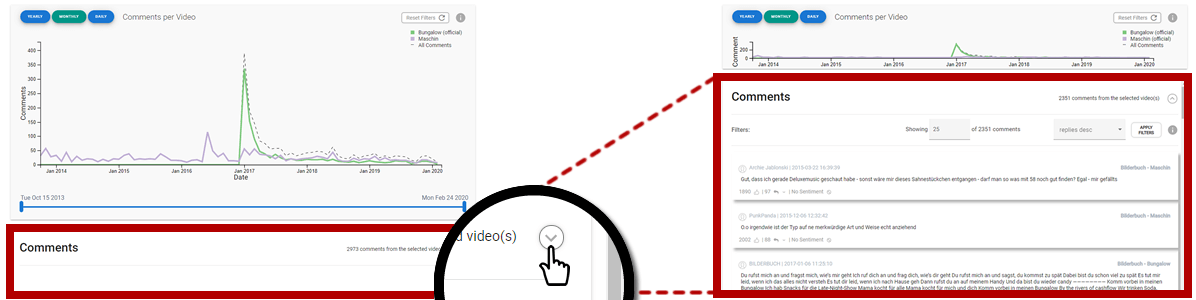 YEARLY MONTHLY DAILY Comments per Video Reset Filters i
Bungalow (official)
Maschin
All Comments
Comments
400
350
300
250
200
150
100
50
0
Jan 2014 Jan 2015 Jan 2016 Jan 2017 Jan 2018 Jan 2019 Jan 2020
Date
Tue Oct 15 2013 Mon Feb 24 2020
Comments 2973 comments from the selected video(s)
YEARLY MONTHLY DAILY Comments per Video Reset Filters i
Bungalow (official)
Maschin (official)
All Comments
Comment
200
0
Jan 2014 Jan 2015 Jan 2016 Jan 2017 Jan 2018 Jan 2019 Jan 2020
Comments 2351 comments from the selected video(s)
Filters: Showing 25 of 2351 comments replies desc APPLY FILTERS i
Archer Jablonski | 2015-03-22 16:39:39 Bilderbuch - Maschin
Gut, dass ich gerade Deluxemusic geschaut habe - sonst wäre mir dieses Sahnestückchen entgangen - darf man so was mit 58 noch gut finden? Egal - mir gefällts
1890 | 97 - | No Sentiment
PunkPanda | 2015-12-06 12:32:42 Bilderbuch - Maschin
O.o irgendwie ist der Typ auf ne merkwürdige Art und Weise echt anziehend
2002 | 88 - | No Sentiment
BILDERBUCH | 2017-01-06 11:25:10 Bilderbuch - Bungalow
Du rufst mich an und fragst mich, wie's mir geht Ich ruf dich an und frag dich, wie's dir geht Du rufst mich an und sagst, du kommst zu spät Dabei bist du schon viel zu spät Es tut mir
leid, wenn ich das alles nicht versteh Es tut mir leid, wenn ich nach Hause geh Dann rufst du an auf meinem Handy Und da bist du wieder candy ~~~~~~~~ Komm vorbei in meinen
Bungalow Ich hab Snacks für die Late-Night-Show Mama kocht für alle Mama kocht für mich und dich Komm vorbei in meinen Bungalow By the rivers of cashflow Wir trinken Soda,